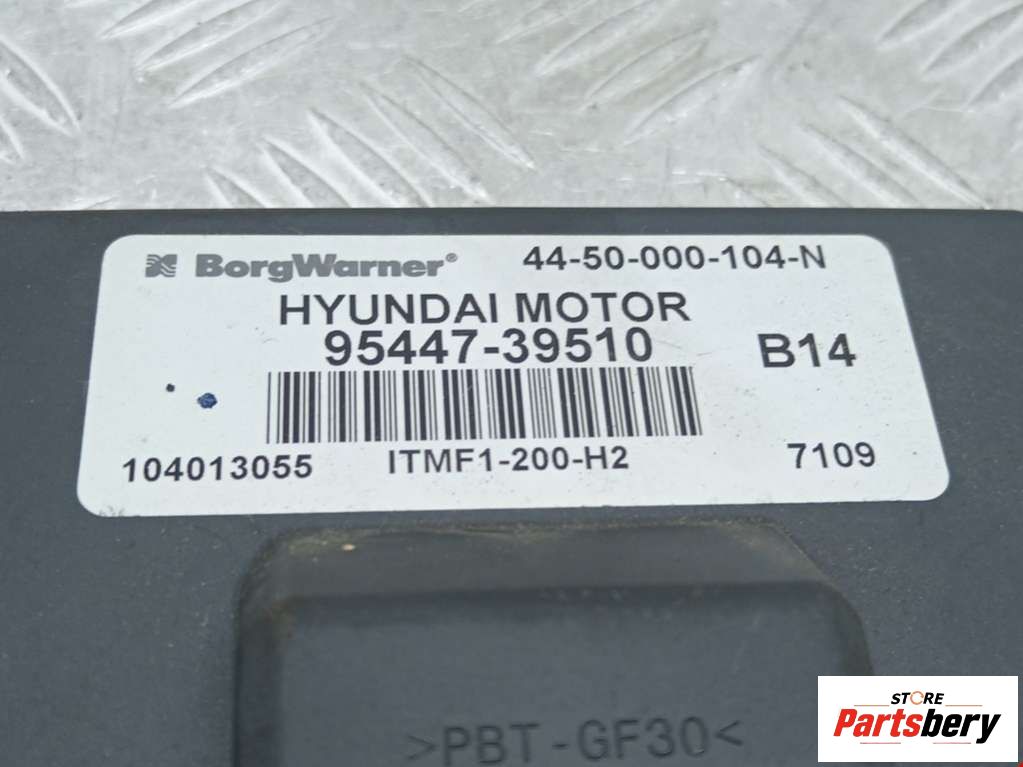 BorgWarner® 44-50-000-104-N
HYUNDAI MOTOR
95447-39510
B14
104013055 ITMF1-200-H2 7109
>PBT-GF30<
STORE
Partsbery